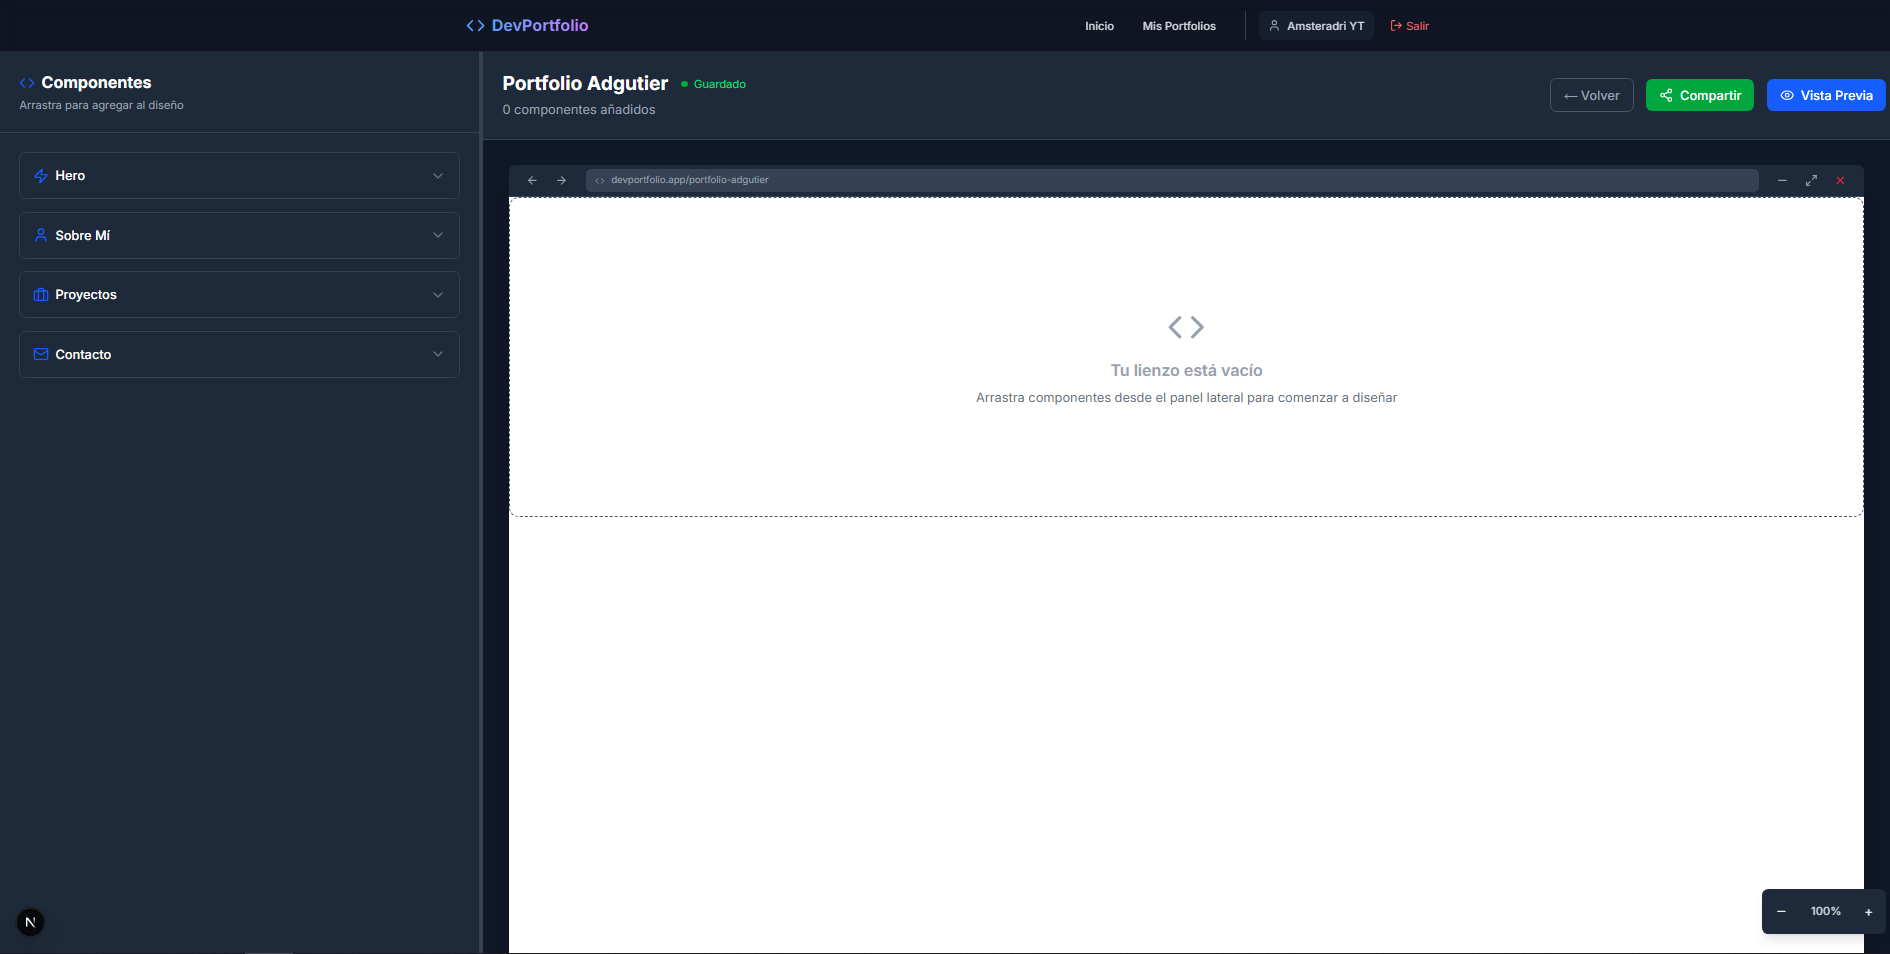 DevPortfolio
Inicio
Mis Portfolios
Amsteradri YT
Salir
Componentes
Arrastra para agregar al diseño
Hero
Sobre Mí
Proyectos
Contacto
Portfolio Adgutier
Guardado
0 componentes añadidos
← Volver
Compartir
Vista Previa
devportfolio.app/portfolio-adgutier
Tu lienzo está vacío
Arrastra componentes desde el panel lateral para comenzar a diseñar
N
− 100% +